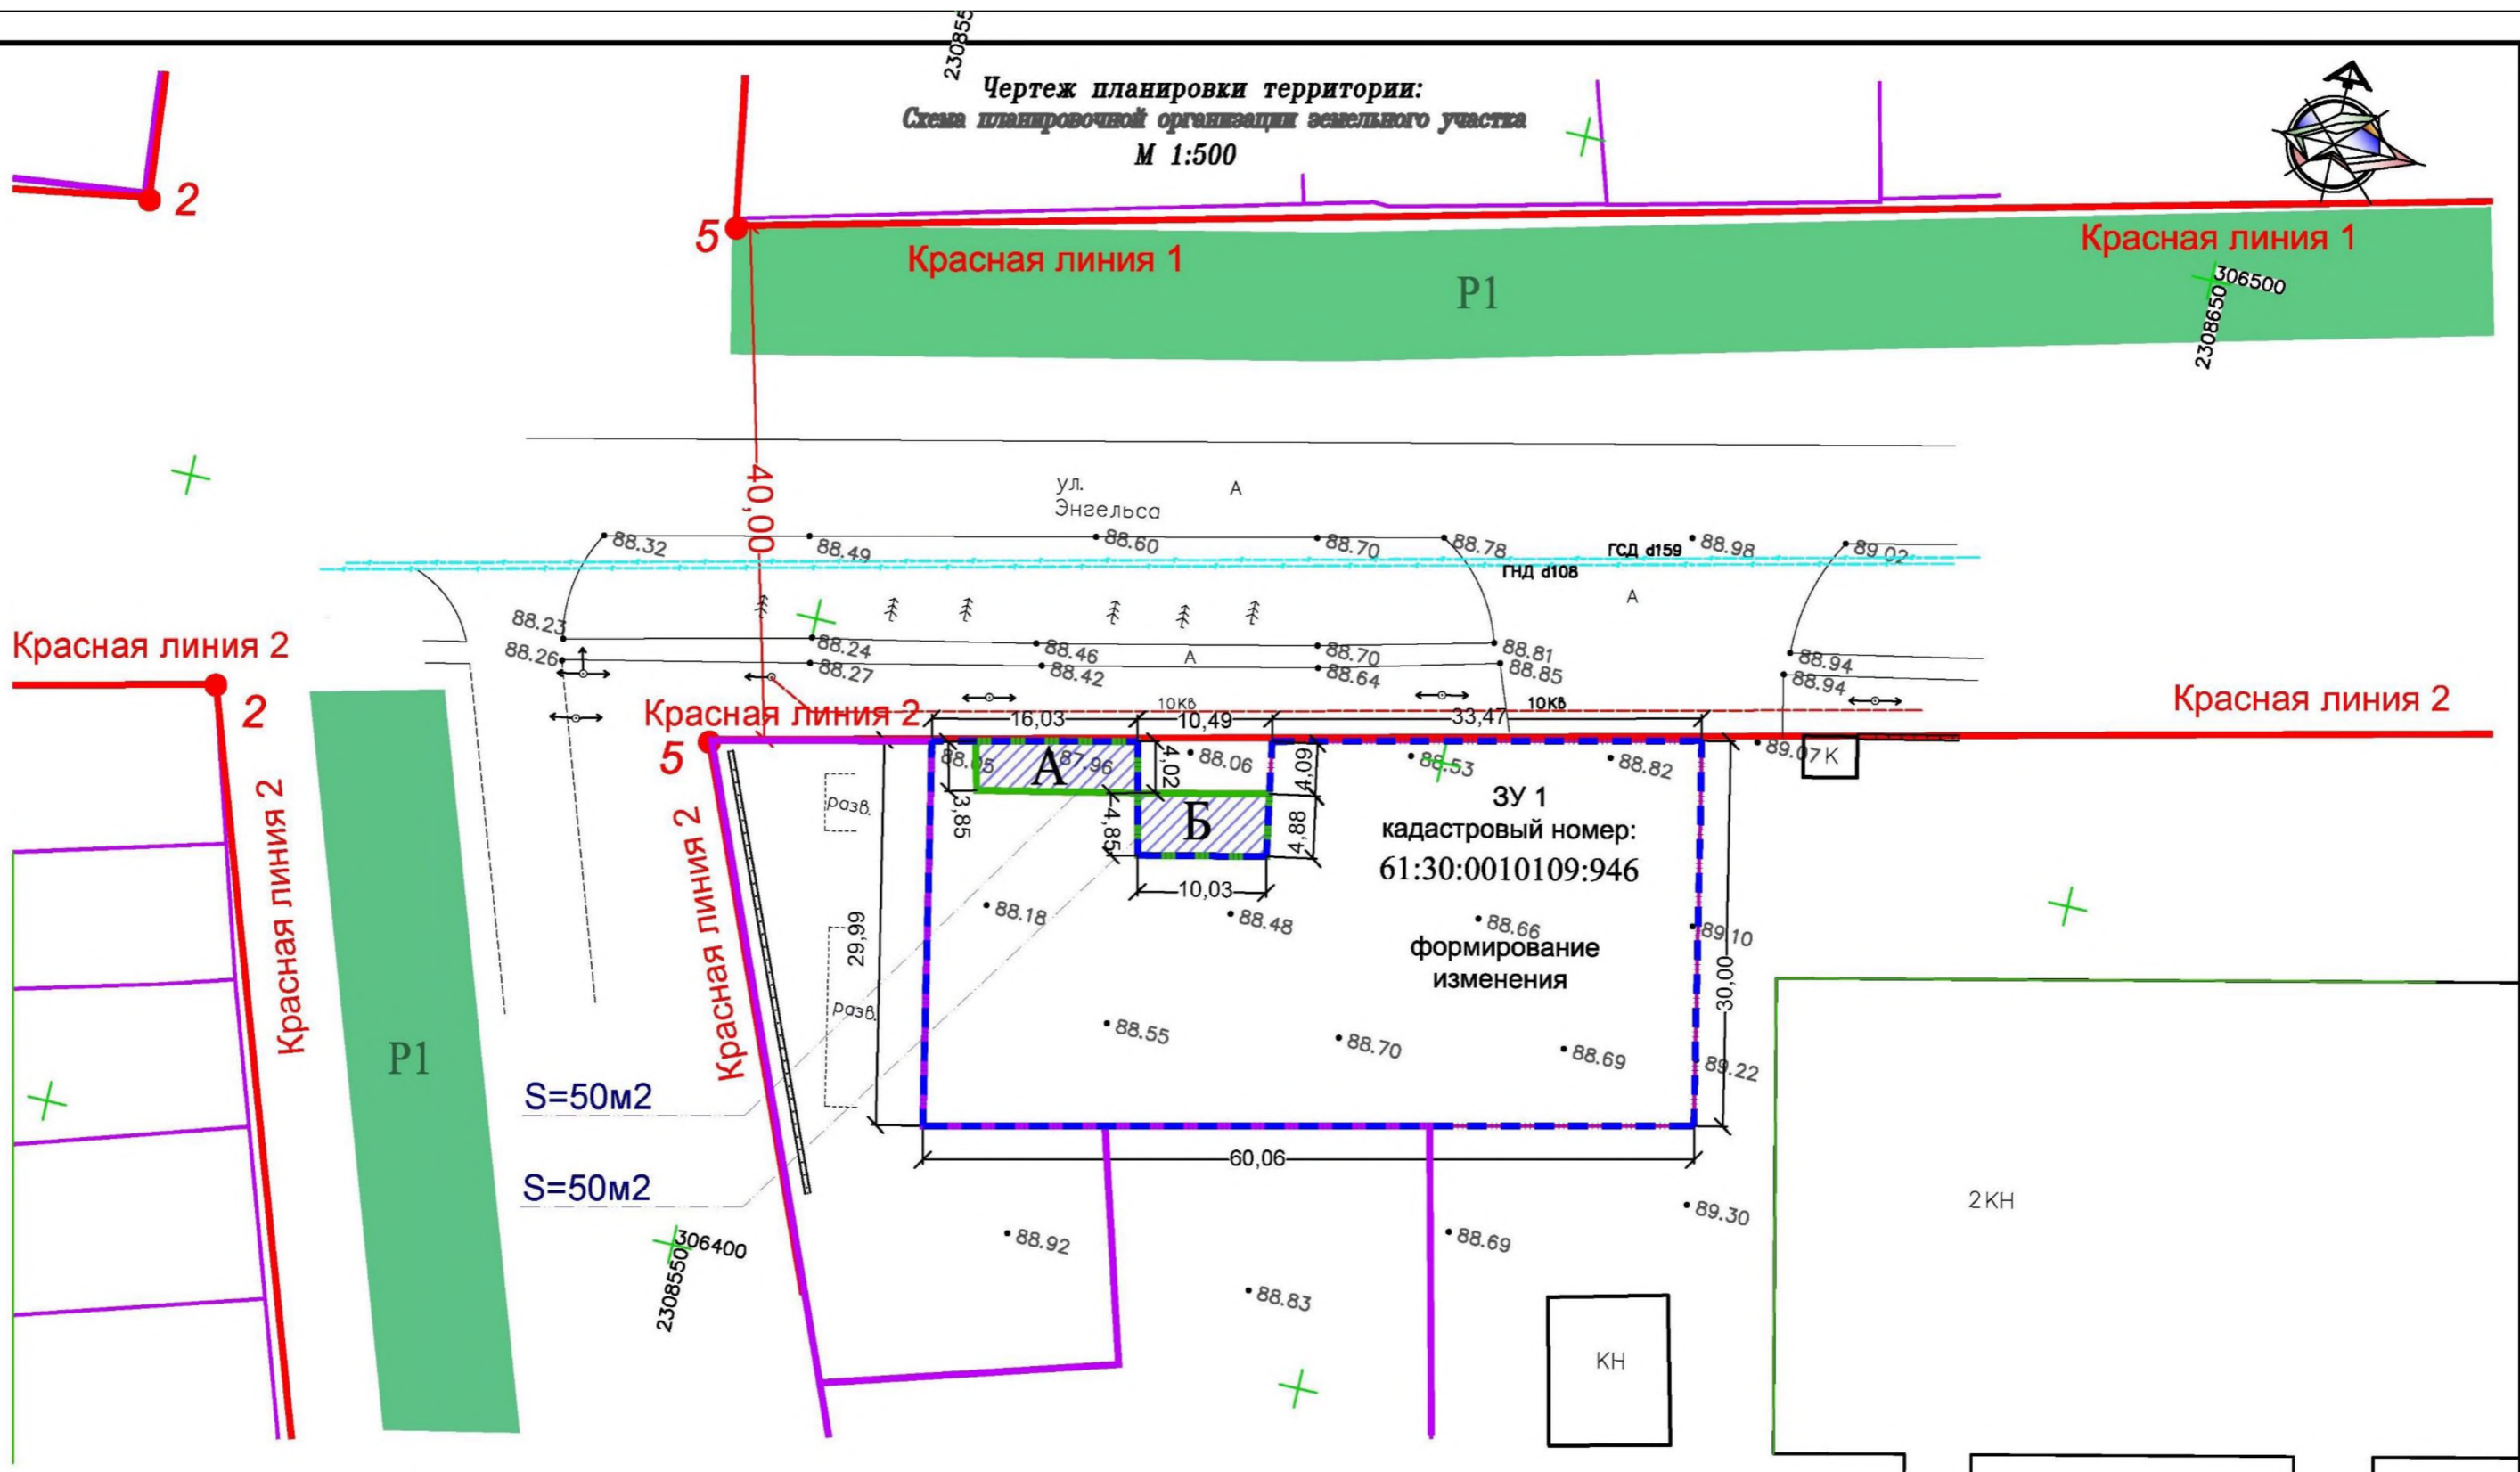 2308555
Чертеж планировки территории:
Схема планировочной организации земельного участка
М 1:500
2
5
Красная линия 1
Красная линия 1
Р1
306500
2308650
40,00
ул.
Энгельса
А
88.32
88.49
88.60
88.70
88.78
ГСД d159
88.98
89.02
ГНД d108
А
88.23
88.24
88.46
88.70
88.81
88.94
88.26
88.27
88.42
А
88.64
88.85
88.94
Красная линия 2
2
Красная линия 2
10Кв
10Кв
Красная линия 2
16,03
10,49
33,47
5
88.05
А
87.96
4,02
88.06
4,09
88.53
88.82
89.07
К
разв.
3,85
4,85
Б
4,88
ЗУ 1
кадастровый номер:
61:30:0010109:946
10,03
Красная линия 2
Красная линия 2
29,99
88.18
88.48
88.66
89.10
формирование
изменения
30,00
разв.
88.55
88.70
88.69
89.22
Р1
S=50м2
60,06
S=50м2
306400
2308550
88.92
88.69
89.30
2КН
88.83
КН